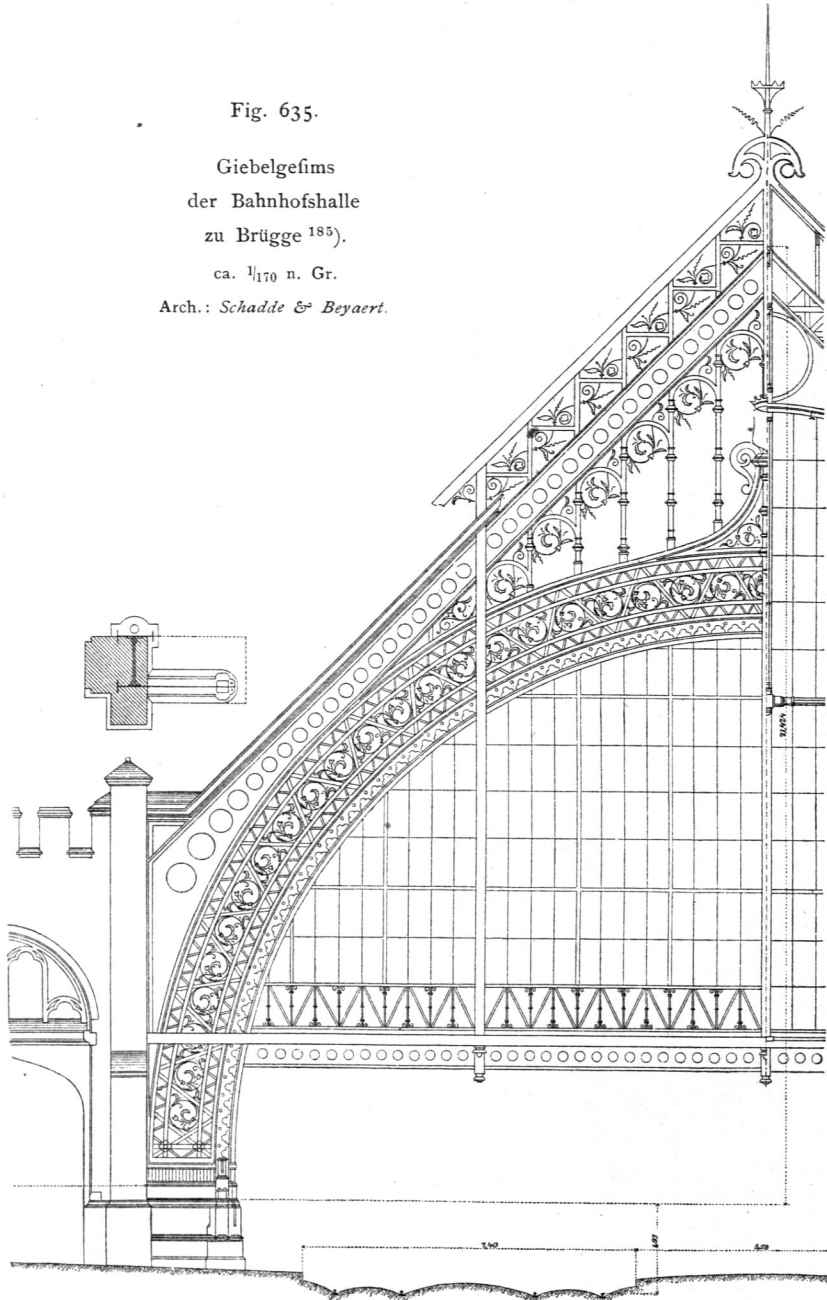 Fig. 635.
Giebelgeſims
der Bahnhofshalle
zu Brügge ¹⁸⁵).
ca. ¹/₁₇₀ n. Gr.
Arch.: Schadde & Beyaert.
7,40